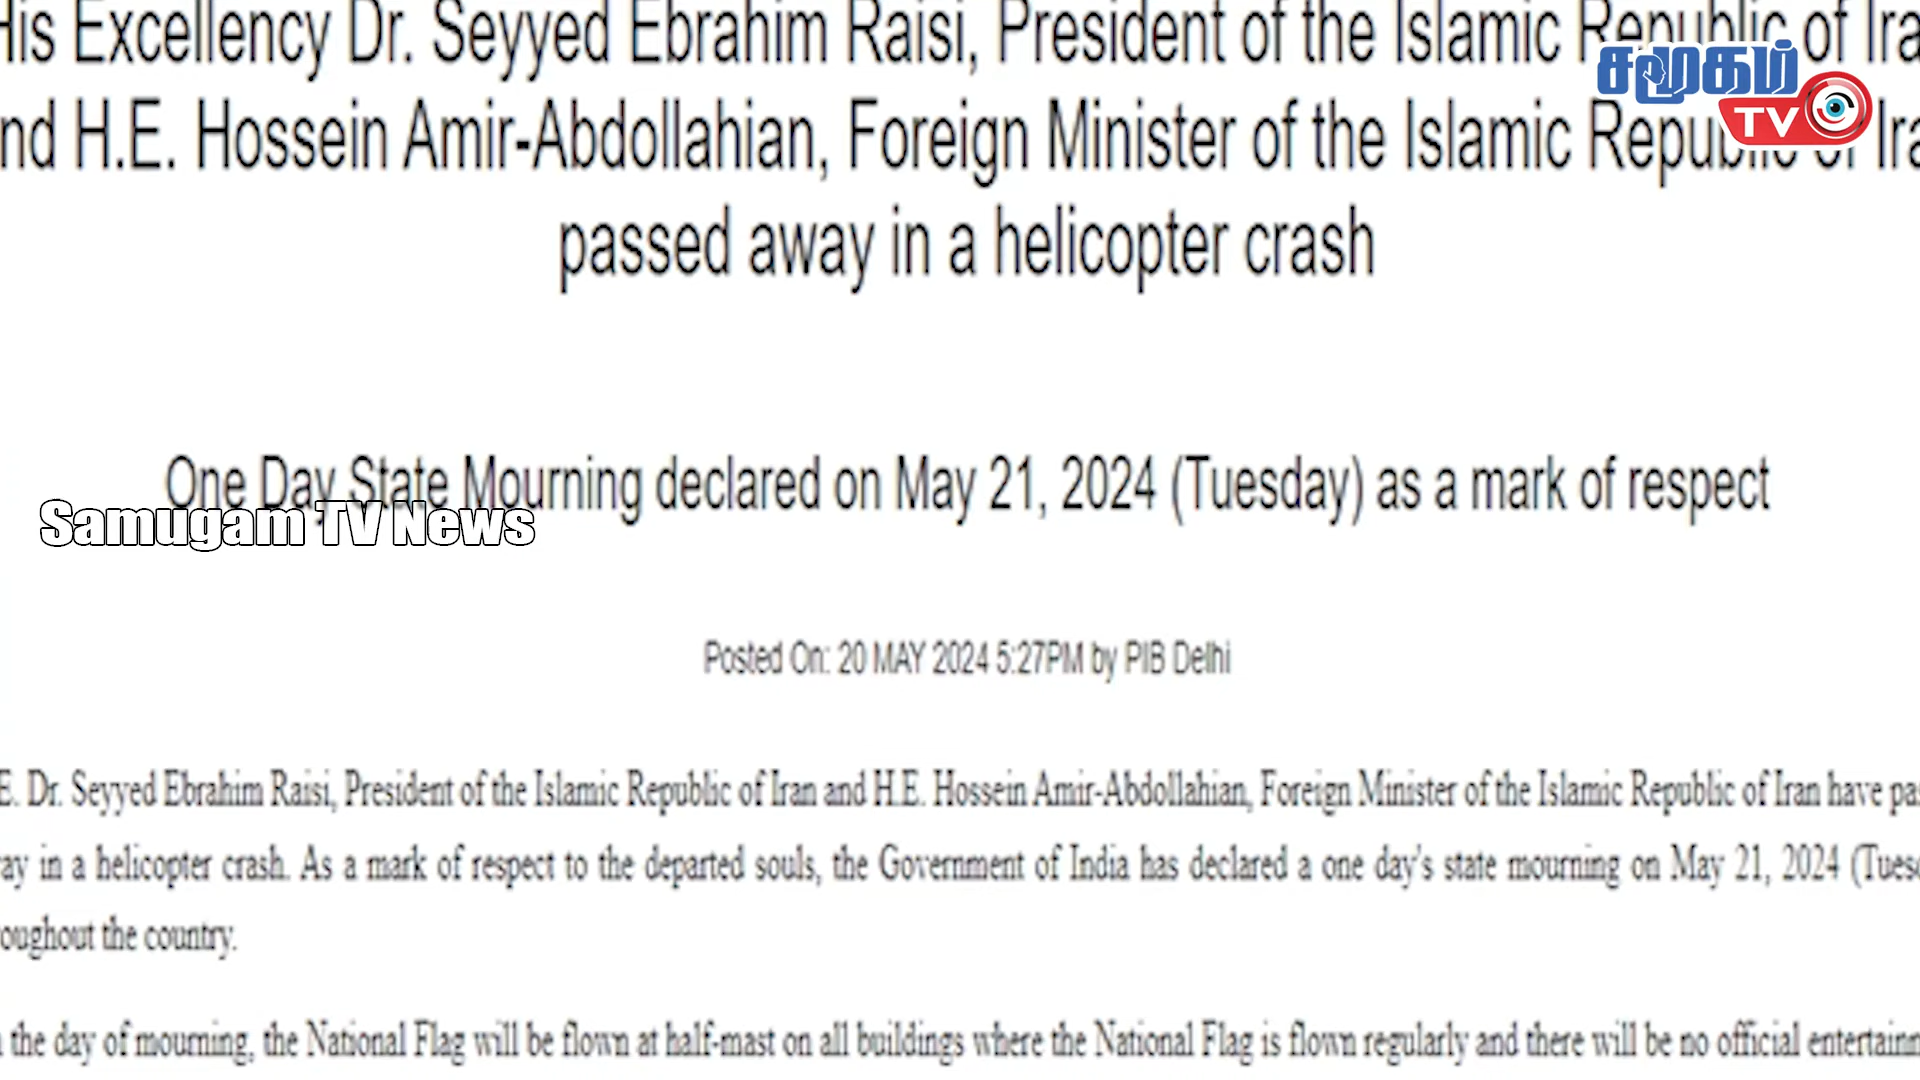 His Excellency Dr. Seyyed Ebrahim Raisi, President of the Islamic Republic of Ira
nd H.E. Hossein Amir-Abdollahian, Foreign Minister of the Islamic Republic of Ira
passed away in a helicopter crash
சமூகம்
TV
One Day State Mourning declared on May 21, 2024 (Tuesday) as a mark of respect
Samugam TV News
Posted On: 20 MAY 2024 5:27PM by PIB Delhi
E. Dr. Seyyed Ebrahim Raisi, President of the Islamic Republic of Iran and H.E. Hossein Amir-Abdollahian, Foreign Minister of the Islamic Republic of Iran have pas
ay in a helicopter crash. As a mark of respect to the departed souls, the Government of India has declared a one day's state mourning on May 21, 2024 (Tuesd
oughout the country.
the day of mourning, the National Flag will be flown at half-mast on all buildings where the National Flag is flown regularly and there will be no official entertainm